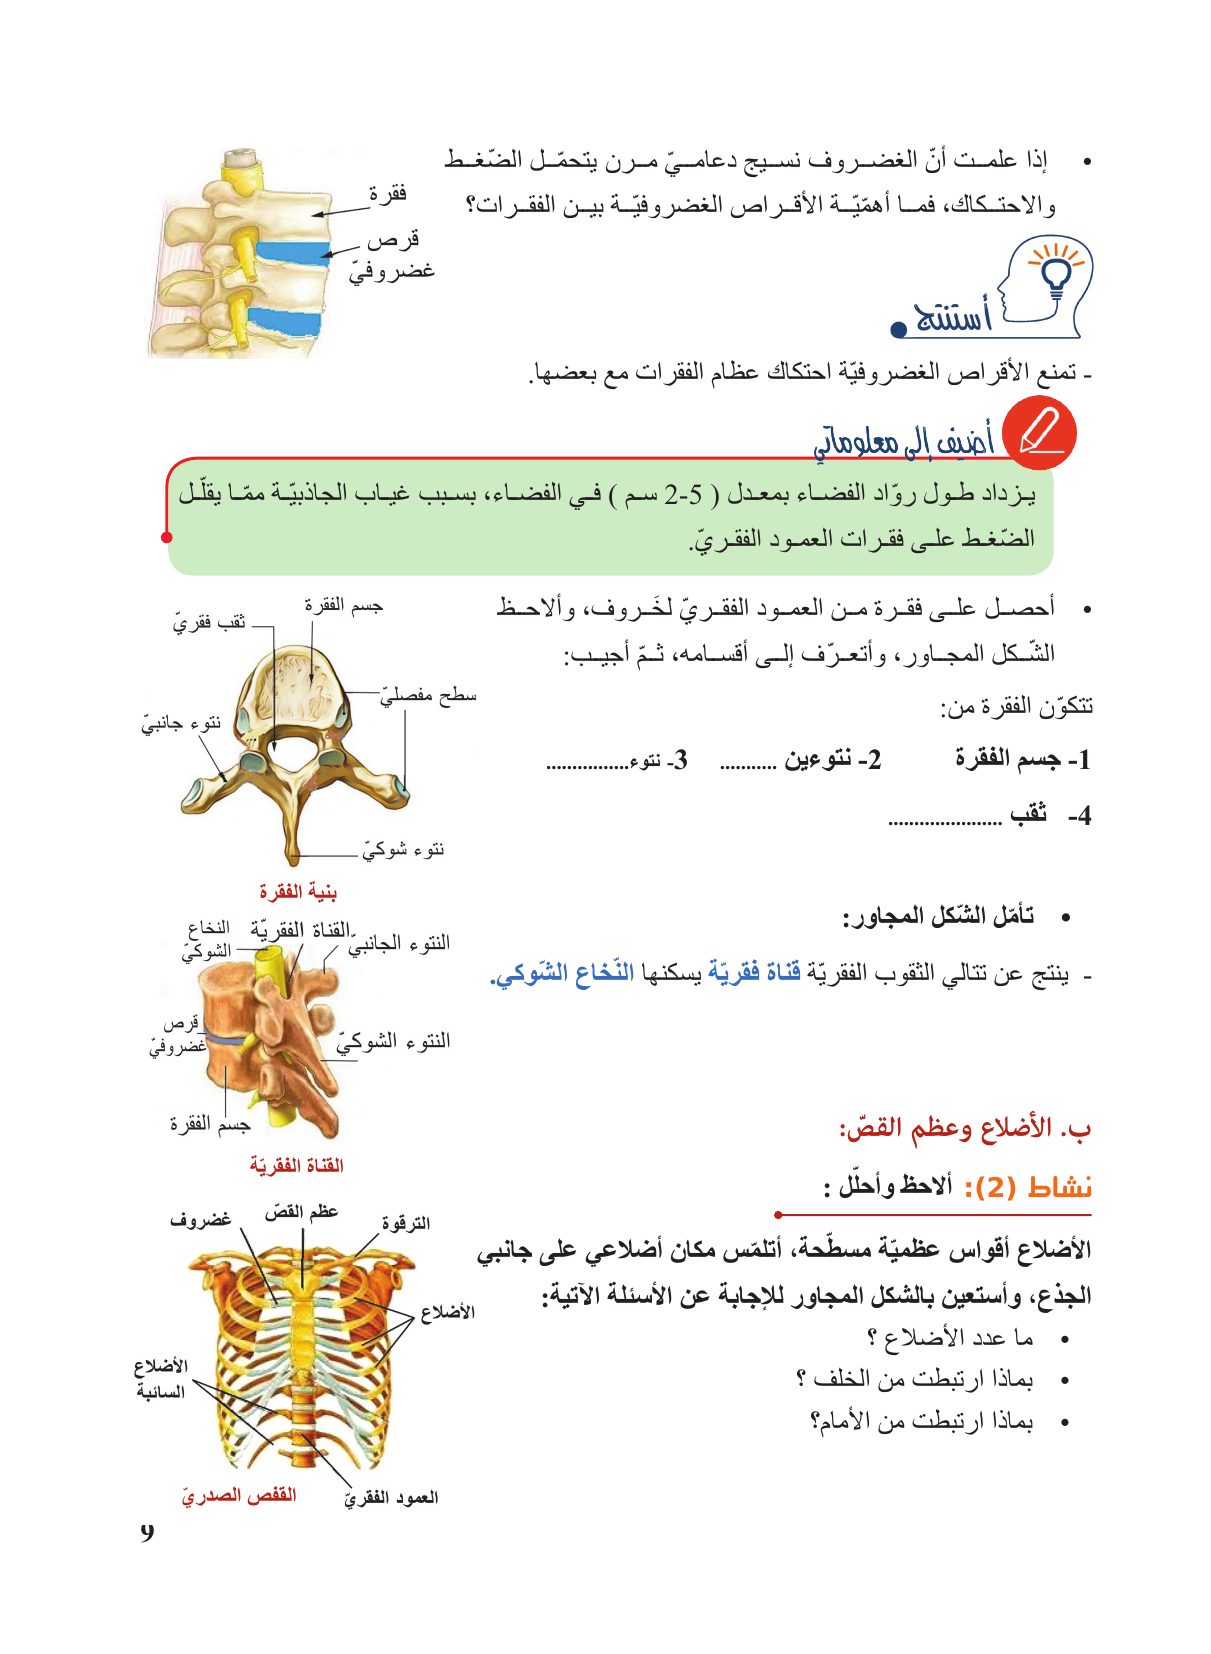 • إذا علمت أنّ الغضروف نسيج دعاميّ مرن يتحمّل الضّغط
والاحتكاك، فما أهمّيّة الأقراص الغضروفيّة بين الفقرات؟
فقرة
قرص
غضروفيّ
أستنتج
- تمنع الأقراص الغضروفيّة احتكاك عظام الفقرات مع بعضها.
أضيف إلى معلوماتي
يزداد طول روّاد الفضاء بمعدل ( 5-2 سم ) في الفضاء، بسبب غياب الجاذبيّة ممّا يقلّل
الضّغط على فقرات العمود الفقريّ.
• أحصل على فقرة من العمود الفقريّ لخَروف، وألاحظ
الشّكل المجاور، وأتعرّف إلى أقسامه، ثمّ أجيب:
تتكوّن الفقرة من:
1- جسم الفقرة 2- نتوءين ........... 3- نتوء................
4- ثقب ......................
جسم الفقرة
ثقب فقريّ
سطح مفصليّ
نتوء جانبيّ
نتوء شوكيّ
بنية الفقرة
• تأمّل الشّكل المجاور:
- ينتج عن تتالي الثقوب الفقريّة قناة فقريّة يسكنها النّخاع الشّوكي.
النخاع
الشوكيّ
القناة الفقريّة
النتوء الجانبيّ
قرص
غضروفيّ
النتوء الشوكيّ
جسم الفقرة
القناة الفقريّة
ب. الأضلاع وعظم القصّ:
نشاط (2): ألاحظ وأحلّل :
الأضلاع أقواس عظميّة مسطّحة، أتلمّس مكان أضلاعي على جانبي
الجذع، وأستعين بالشكل المجاور للإجابة عن الأسئلة الآتية:
• ما عدد الأضلاع ؟
• بماذا ارتبطت من الخلف ؟
• بماذا ارتبطت من الأمام؟
غضروف
عظم القصّ
الترقوة
الأضلاع
الأضلاع
السائبة
العمود الفقريّ
القفص الصدريّ
9